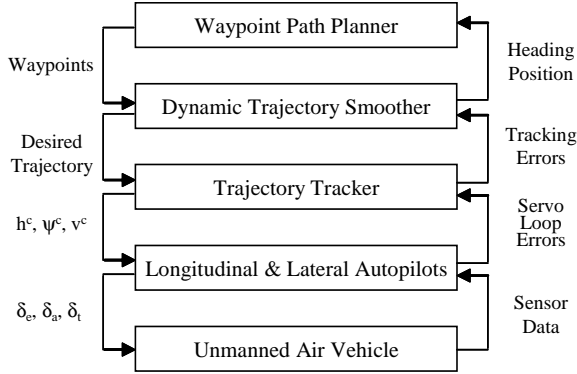 Waypoint Path Planner
Waypoints
Heading
Position
Dynamic Trajectory Smoother
Desired
Trajectory
Tracking
Errors
Trajectory Tracker
hᶜ, ψᶜ, vᶜ
Servo
Loop
Errors
Longitudinal & Lateral Autopilots
δₑ, δₐ, δₜ
Sensor
Data
Unmanned Air Vehicle